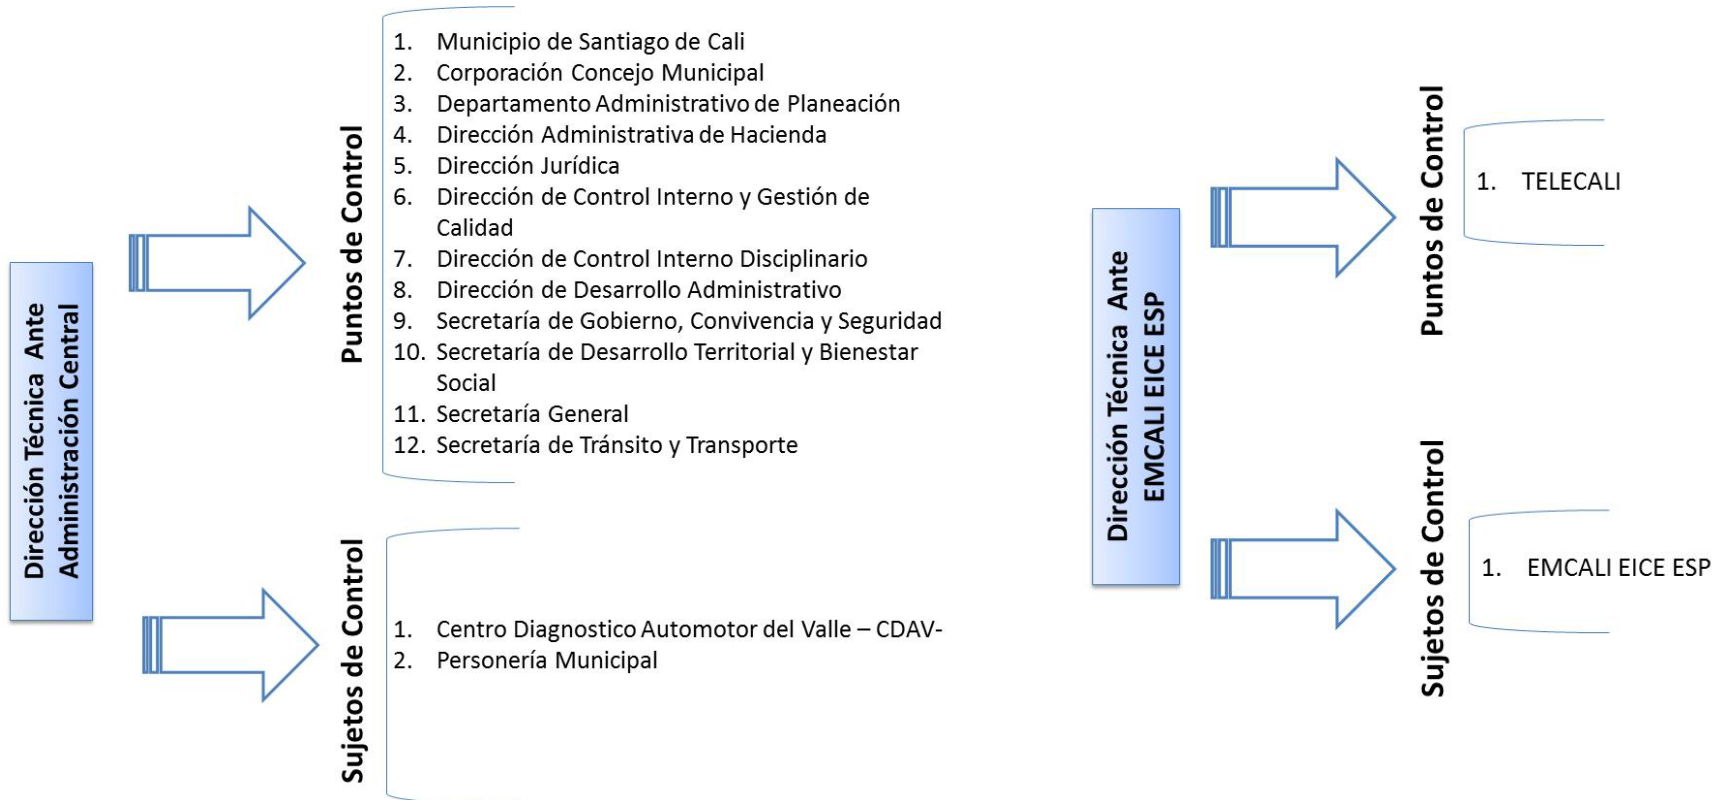 Dirección Técnica Ante
Administración Central
Puntos de Control
1. Municipio de Santiago de Cali
2. Corporación Concejo Municipal
3. Departamento Administrativo de Planeación
4. Dirección Administrativa de Hacienda
5. Dirección Jurídica
6. Dirección de Control Interno y Gestión de
Calidad
7. Dirección de Control Interno Disciplinario
8. Dirección de Desarrollo Administrativo
9. Secretaría de Gobierno, Convivencia y Seguridad
10. Secretaría de Desarrollo Territorial y Bienestar
Social
11. Secretaría General
12. Secretaría de Tránsito y Transporte
Sujetos de Control
1. Centro Diagnostico Automotor del Valle – CDAV-
2. Personería Municipal
Dirección Técnica Ante
EMCALI EICE ESP
Puntos de Control
1. TELECALI
Sujetos de Control
1. EMCALI EICE ESP